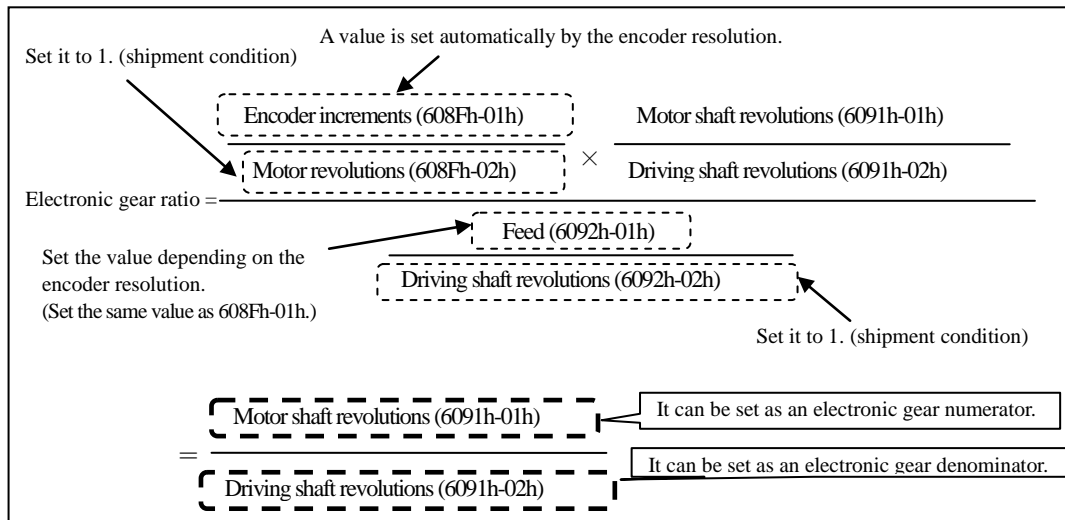 A value is set automatically by the encoder resolution.
Set it to 1. (shipment condition)
Encoder increments (608Fh-01h)
Motor shaft revolutions (6091h-01h)
×
Motor revolutions (608Fh-02h)
Driving shaft revolutions (6091h-02h)
Electronic gear ratio =
Feed (6092h-01h)
Set the value depending on the
encoder resolution.
(Set the same value as 608Fh-01h.)
Driving shaft revolutions (6092h-02h)
Set it to 1. (shipment condition)
Motor shaft revolutions (6091h-01h)
It can be set as an electronic gear numerator.
=
Driving shaft revolutions (6091h-02h)
It can be set as an electronic gear denominator.